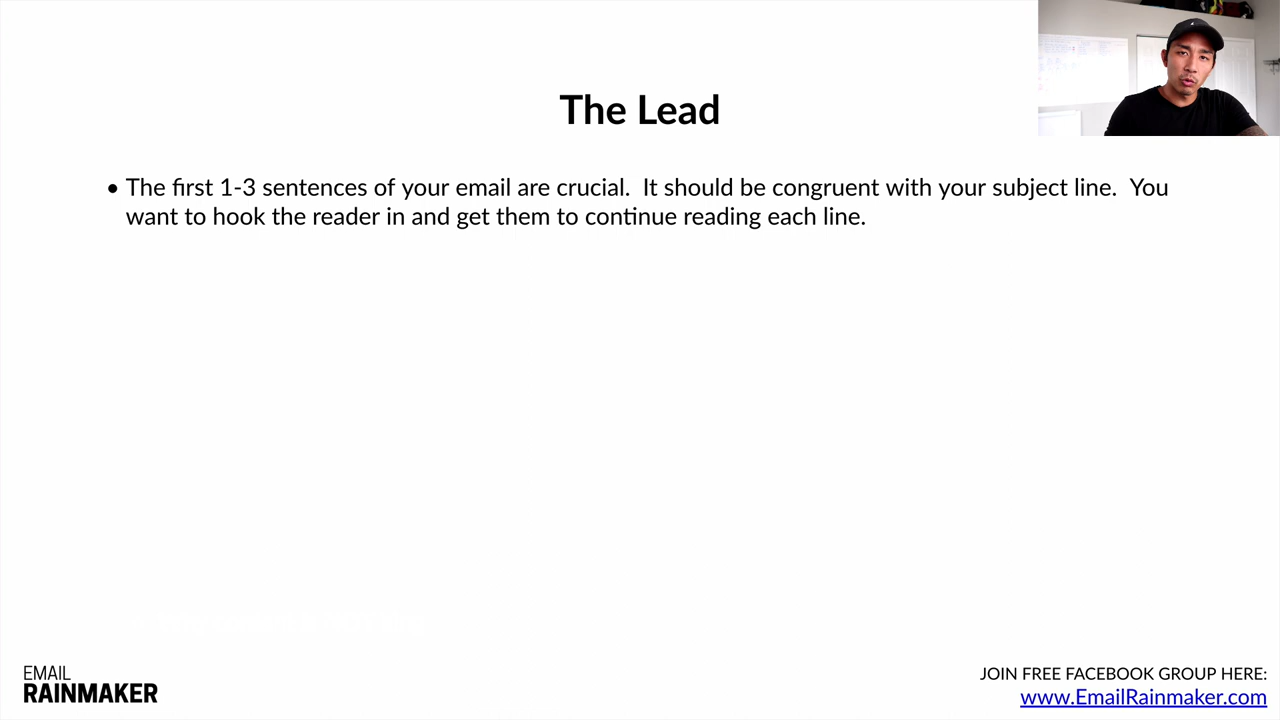 The Lead
• The first 1-3 sentences of your email are crucial.  It should be congruent with your subject line.  You
want to hook the reader in and get them to continue reading each line.
EMAIL
RAINMAKER
JOIN FREE FACEBOOK GROUP HERE:
www.EmailRainmaker.com